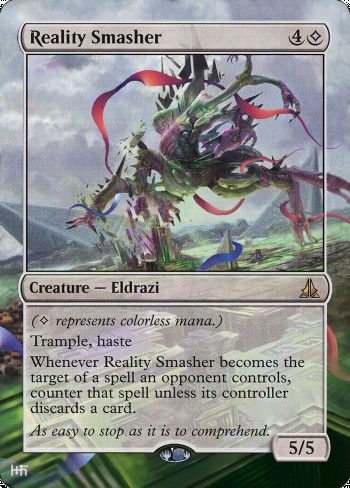 Reality Smasher 4
Creature — Eldrazi
( represents colorless mana.)
Trample, haste
Whenever Reality Smasher becomes the
target of a spell an opponent controls,
counter that spell unless its controller
discards a card.
As easy to stop as it is to comprehend.
5/5